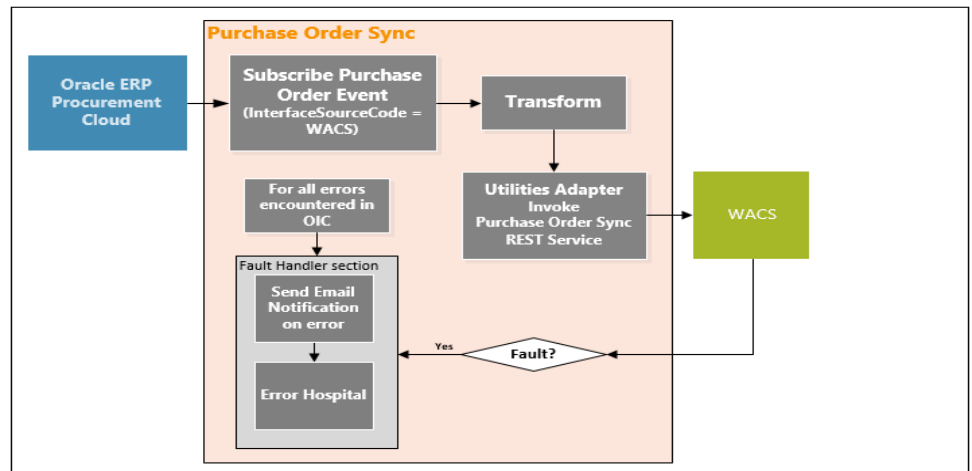 Purchase Order Sync
Oracle ERP
Procurement
Cloud
Subscribe Purchase
Order Event
(InterfaceSourceCode =
WACS)
Transform
For all errors
encountered in
OIC
Utilities Adapter
Invoke
Purchase Order Sync
REST Service
WACS
Fault Handler section
Send Email
Notification
on error
Yes
Fault?
Error Hospital